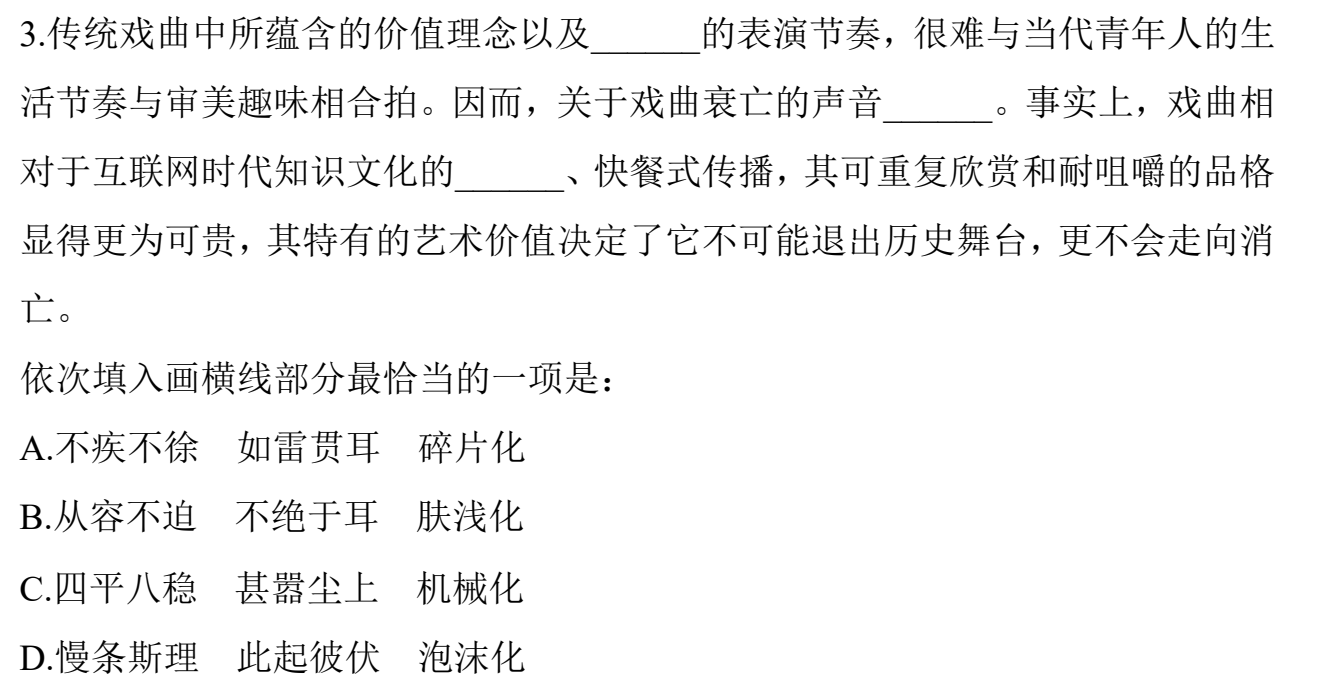 3.传统戏曲中所蕴含的价值理念以及______的表演节奏，很难与当代青年人的生
活节奏与审美趣味相合拍。因而，关于戏曲衰亡的声音______。事实上，戏曲相
对于互联网时代知识文化的______、快餐式传播，其可重复欣赏和耐咀嚼的品格
显得更为可贵，其特有的艺术价值决定了它不可能退出历史舞台，更不会走向消
亡。
依次填入画横线部分最恰当的一项是：
A.不疾不徐 如雷贯耳 碎片化
B.从容不迫 不绝于耳 肤浅化
C.四平八稳 甚嚣尘上 机械化
D.慢条斯理 此起彼伏 泡沫化